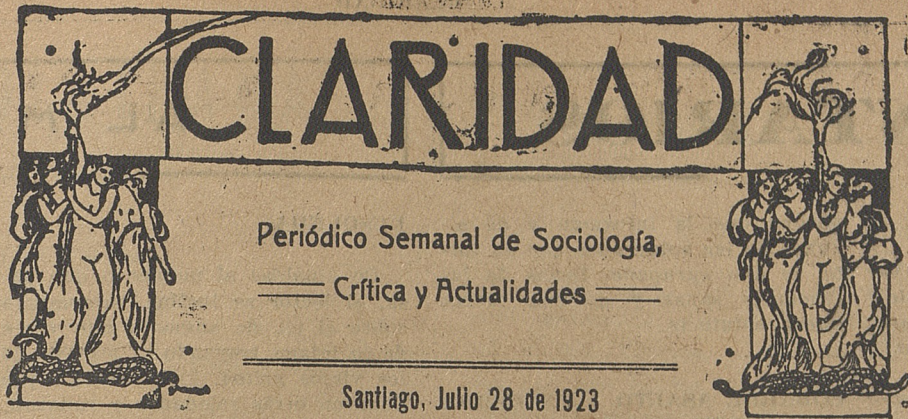 CLARIDAD
Periódico Semanal de Sociología,
Crítica y Actualidades
Santiago, Julio 28 de 1923